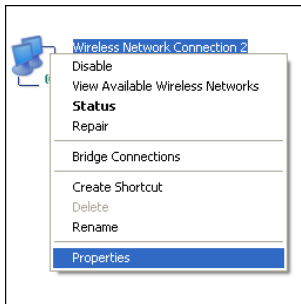 Wireless Network Connection 2
Disable
View Available Wireless Networks
Status
Repair
Bridge Connections
Create Shortcut
Delete
Rename
Properties